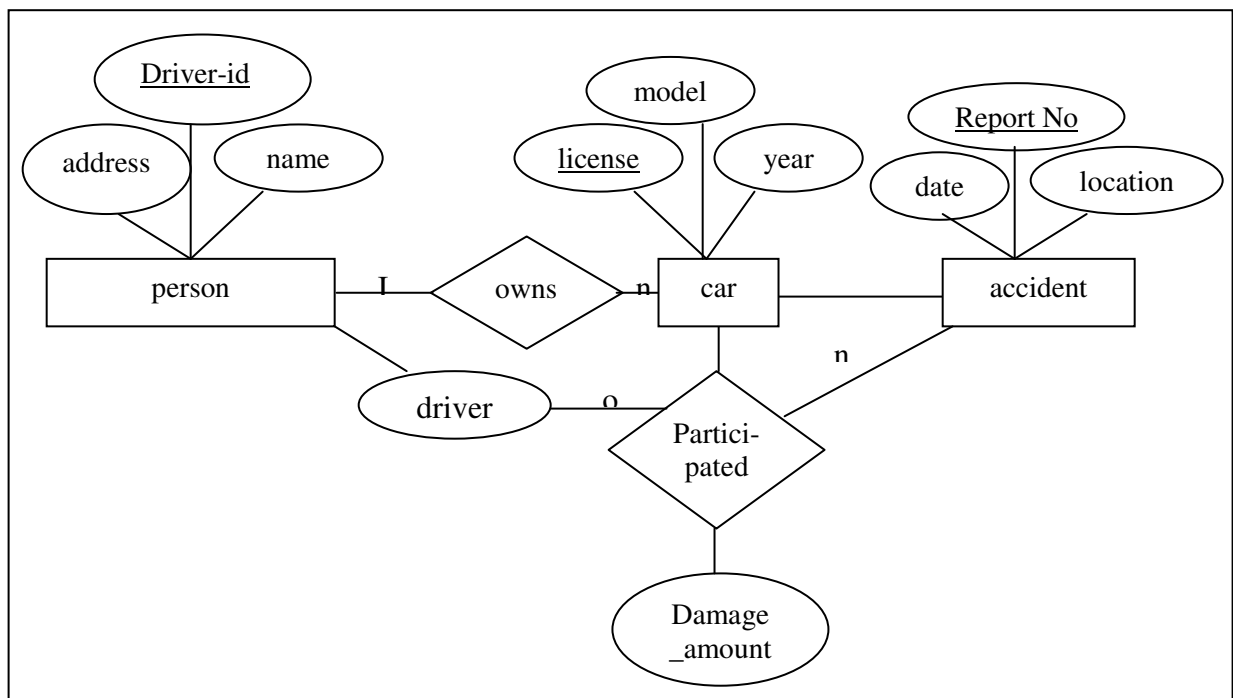 Driver-id
address
name
model
license
year
Report No
date
location
person
I
owns
n
car
accident
n
driver
o
Partici-
pated
Damage
_amount